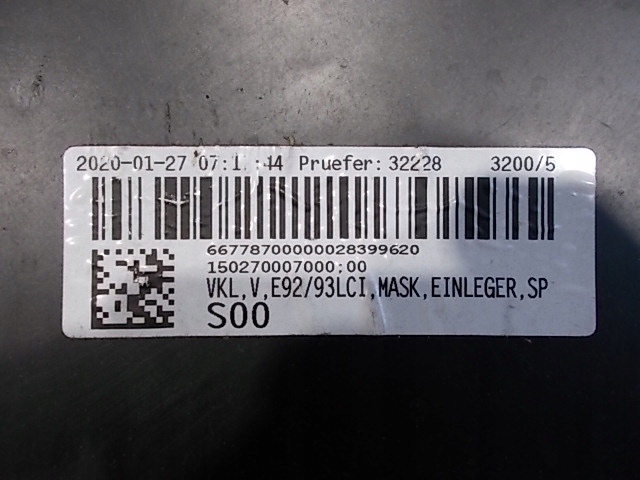 2020-01-27 Pruefer: 32228 3200/5
66778700000028399620
150270007000;00
VKL,V,E92/93LCI,MASK,EINLEGER,SP
S00